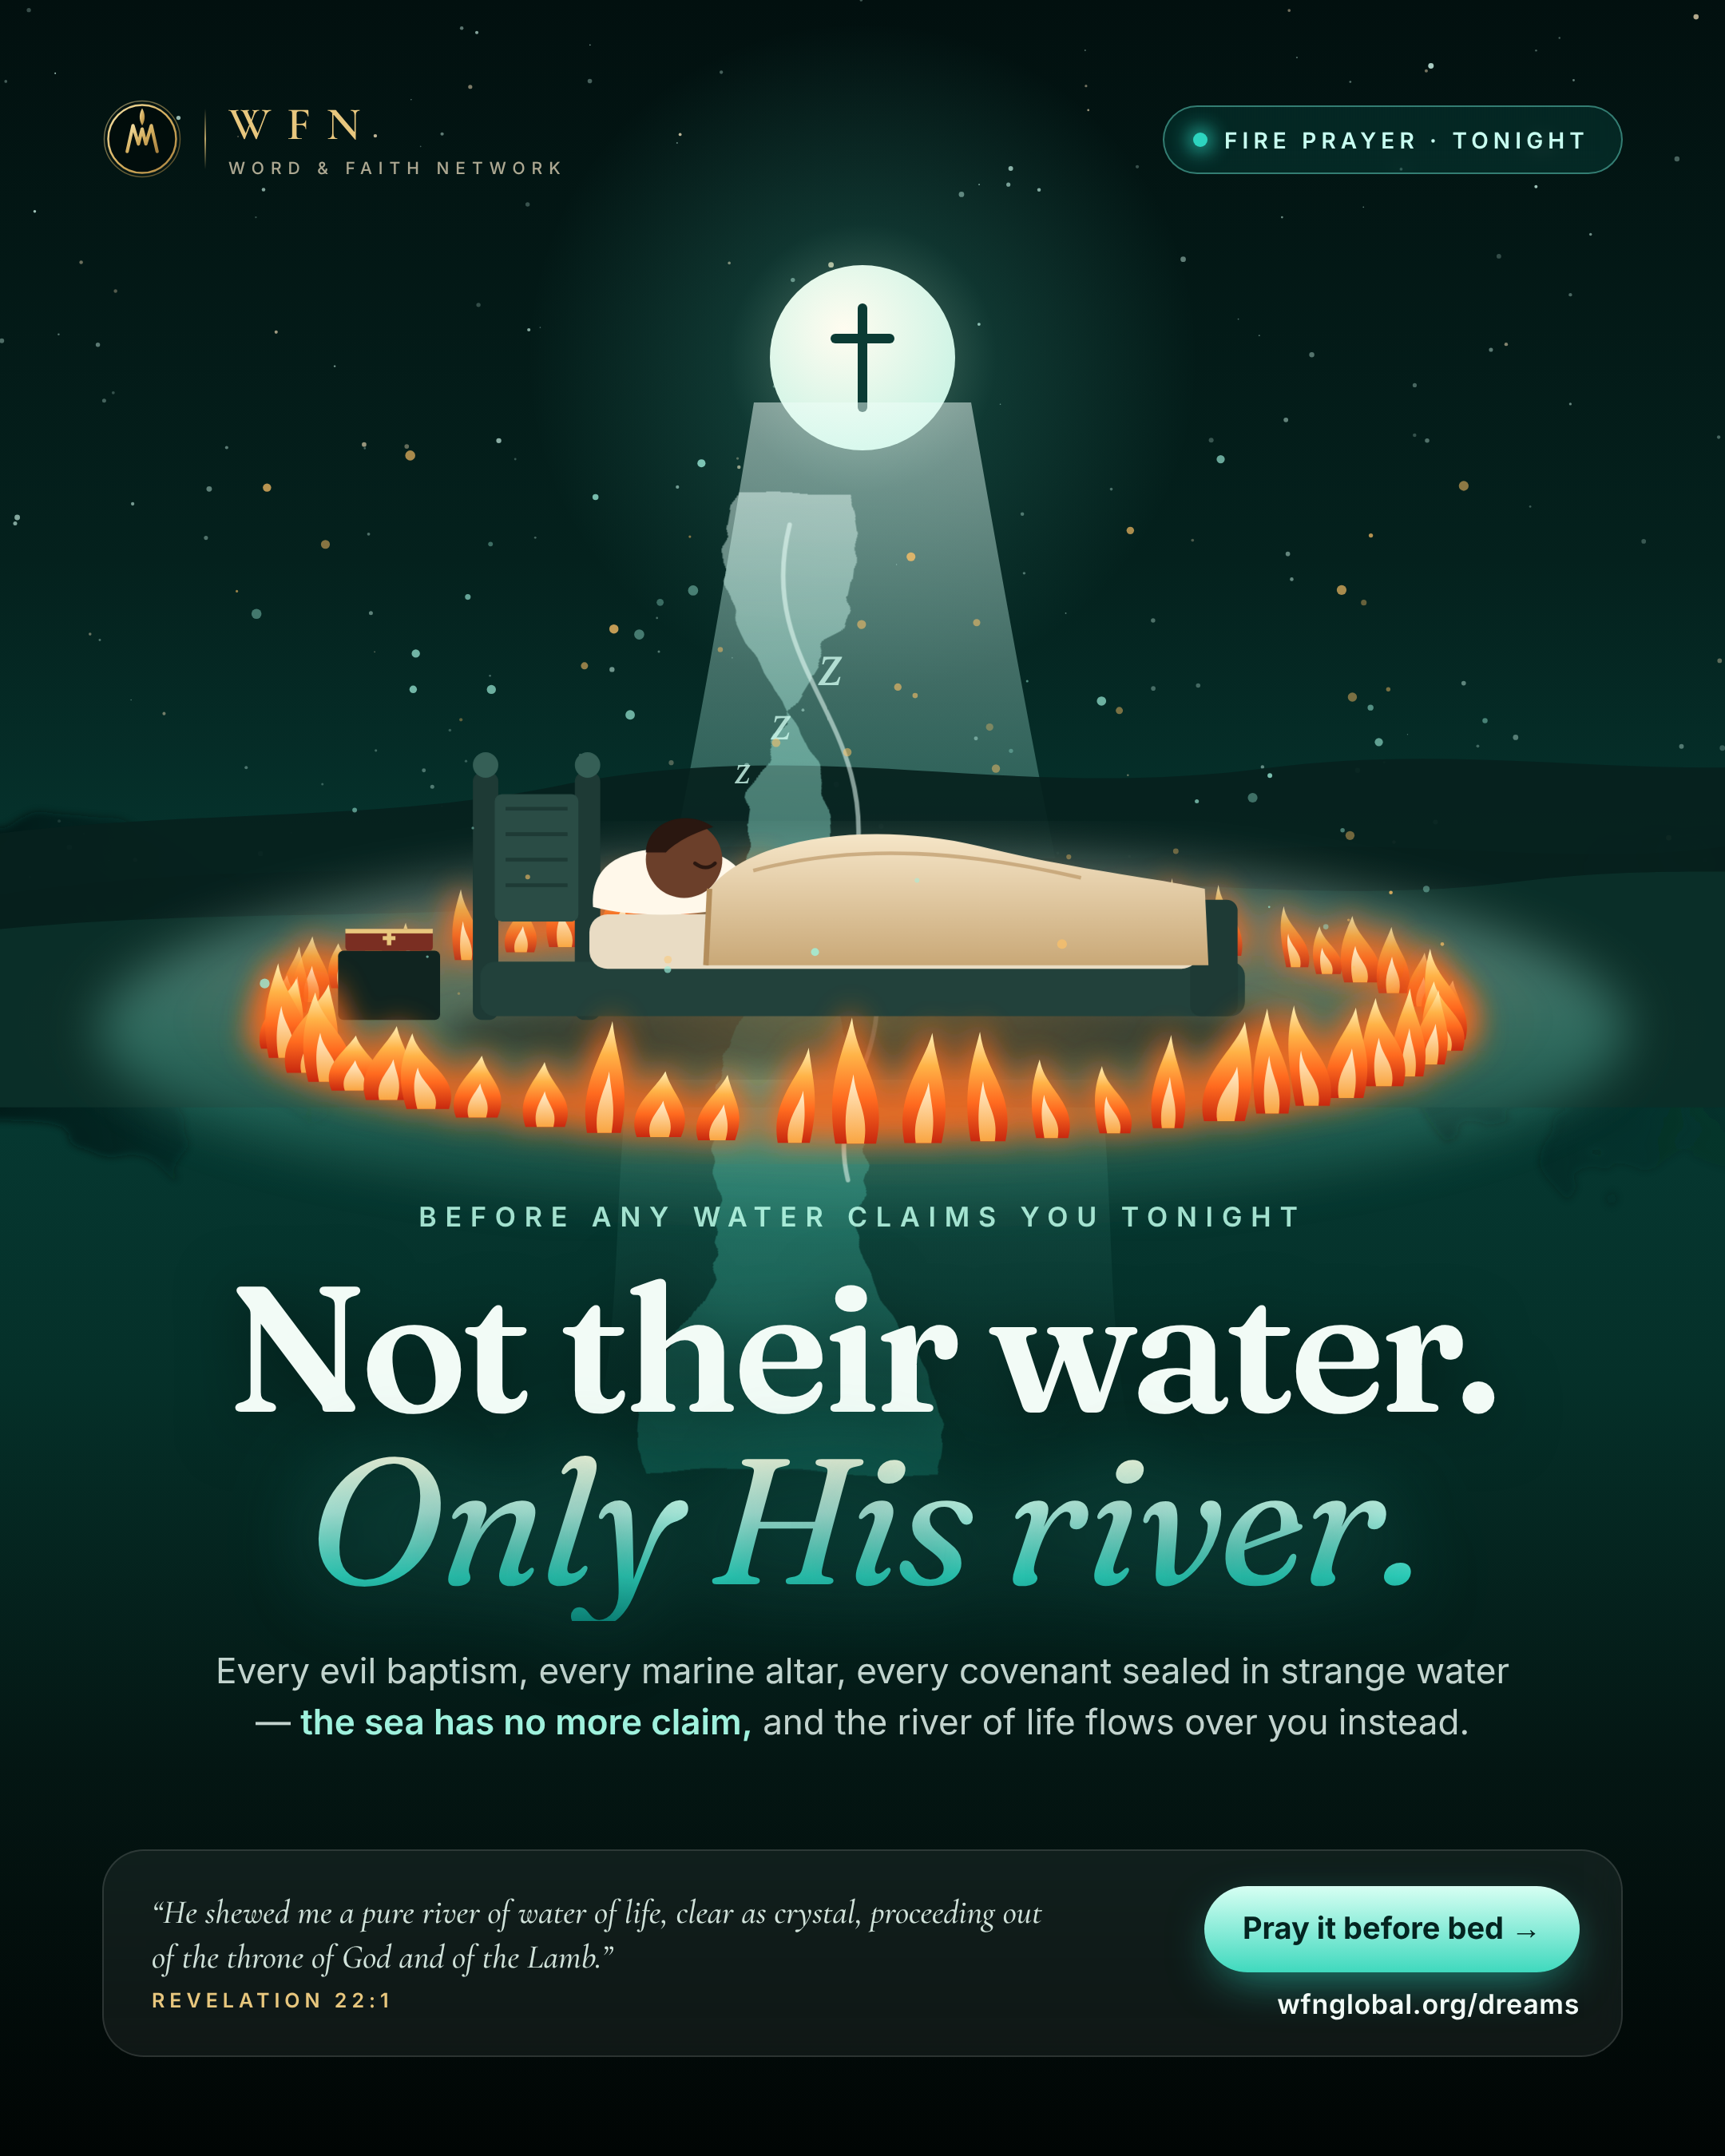 WFN.
WORD & FAITH NETWORK
FIRE PRAYER · TONIGHT
Z
Z
Z
BEFORE ANY WATER CLAIMS YOU TONIGHT
Not their water.
Only His river.
Every evil baptism, every marine altar, every covenant sealed in strange water
— the sea has no more claim, and the river of life flows over you instead.
“He shewed me a pure river of water of life, clear as crystal, proceeding out
of the throne of God and of the Lamb.”
REVELATION 22:1
Pray it before bed →
wfnglobal.org/dreams